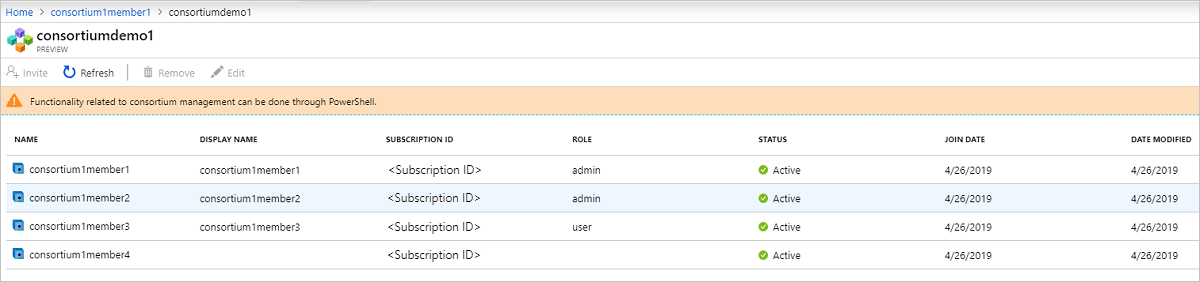 Home > consortium1member1 > consortiumdemo1
consortiumdemo1
PREVIEW
Invite Refresh Remove Edit
Functionality related to consortium management can be done through PowerShell.
NAME DISPLAY NAME SUBSCRIPTION ID ROLE STATUS JOIN DATE DATE MODIFIED
consortium1member1 consortium1member1 <Subscription ID> admin Active 4/26/2019 4/26/2019
consortium1member2 consortium1member2 <Subscription ID> admin Active 4/26/2019 4/26/2019
consortium1member3 consortium1member3 <Subscription ID> user Active 4/26/2019 4/26/2019
consortium1member4 <Subscription ID> Active 4/26/2019 4/26/2019